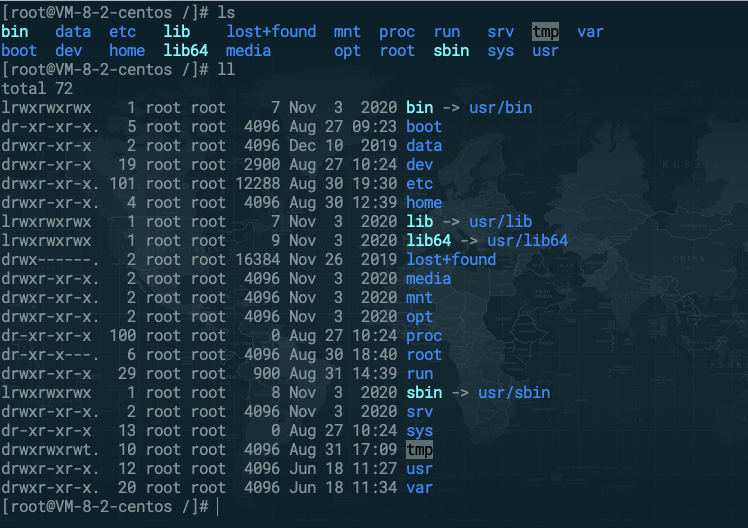 [root@VM-8-2-centos /]# ls
bin   data  etc   lib    lost+found  mnt  proc  run   srv  tmp  var
boot  dev   home  lib64  media       opt  root  sbin  sys  usr
[root@VM-8-2-centos /]# ll
total 72
lrwxrwxrwx    1 root root     7 Nov  3  2020 bin -> usr/bin
dr-xr-xr-x.   5 root root  4096 Aug 27 09:23 boot
drwxr-xr-x    2 root root  4096 Dec 10  2019 data
drwxr-xr-x   19 root root  2900 Aug 27 10:24 dev
drwxr-xr-x. 101 root root 12288 Aug 30 19:30 etc
drwxr-xr-x.   4 root root  4096 Aug 30 12:39 home
lrwxrwxrwx    1 root root     7 Nov  3  2020 lib -> usr/lib
lrwxrwxrwx    1 root root     9 Nov  3  2020 lib64 -> usr/lib64
drwx------.   2 root root 16384 Nov 26  2019 lost+found
drwxr-xr-x.   2 root root  4096 Nov  3  2020 media
drwxr-xr-x.   2 root root  4096 Nov  3  2020 mnt
drwxr-xr-x.   2 root root  4096 Nov  3  2020 opt
dr-xr-xr-x  100 root root     0 Aug 27 10:24 proc
dr-xr-x---.   6 root root  4096 Aug 30 18:40 root
drwxr-xr-x   29 root root   900 Aug 31 14:39 run
lrwxrwxrwx    1 root root     8 Nov  3  2020 sbin -> usr/sbin
drwxr-xr-x.   2 root root  4096 Nov  3  2020 srv
dr-xr-xr-x   13 root root     0 Aug 27 10:24 sys
drwxrwxrwt.  10 root root  4096 Aug 31 17:09 tmp
drwxr-xr-x.  12 root root  4096 Jun 18 11:27 usr
drwxr-xr-x.  20 root root  4096 Jun 18 11:34 var
[root@VM-8-2-centos /]#
RUSSIA
CHINA